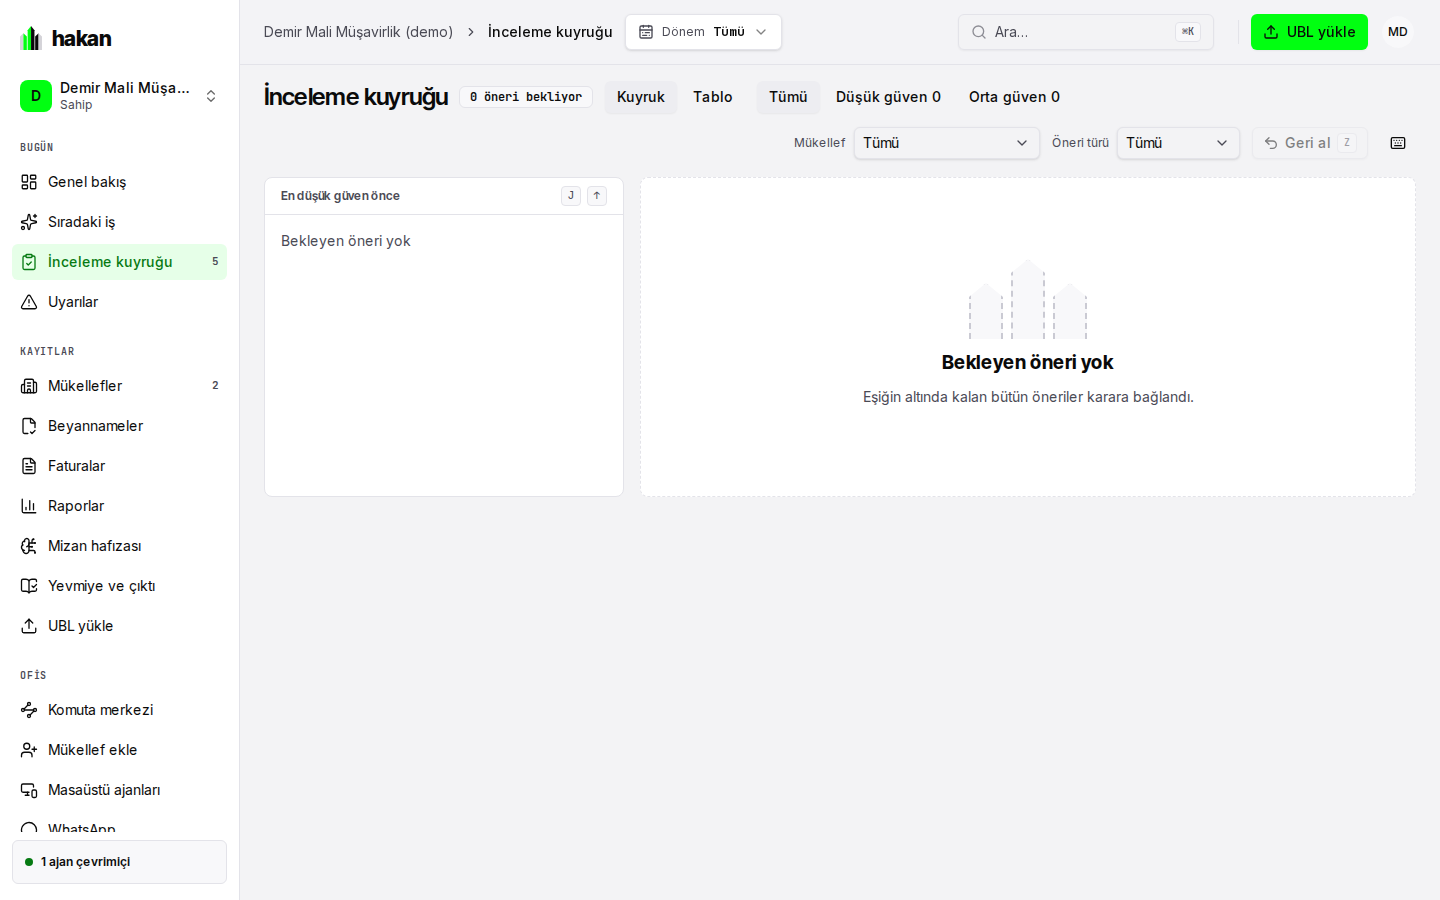 hakan
Demir Mali Müşavirlik (demo) > İnceleme kuyruğu
Dönem Tümü
Ara...
⌘K
UBL yükle
MD
D
Demir Mali Müşa...
Sahip
BUGÜN
Genel bakış
Sıradaki iş
İnceleme kuyruğu 5
Uyarılar
KAYITLAR
Mükellefler 2
Beyannameler
Faturalar
Raporlar
Mizan hafızası
Yevmiye ve çıktı
UBL yükle
OFİS
Komuta merkezi
Mükellef ekle
Masaüstü ajanları
WhatsApp
1 ajan çevrimiçi
İnceleme kuyruğu
0 öneri bekliyor
Kuyruk Tablo
Tümü Düşük güven 0 Orta güven 0
Mükellef Tümü
Öneri türü Tümü
Geri al Z
En düşük güven önce J ↑
Bekleyen öneri yok
Bekleyen öneri yok
Eşiğin altında kalan bütün öneriler karara bağlandı.